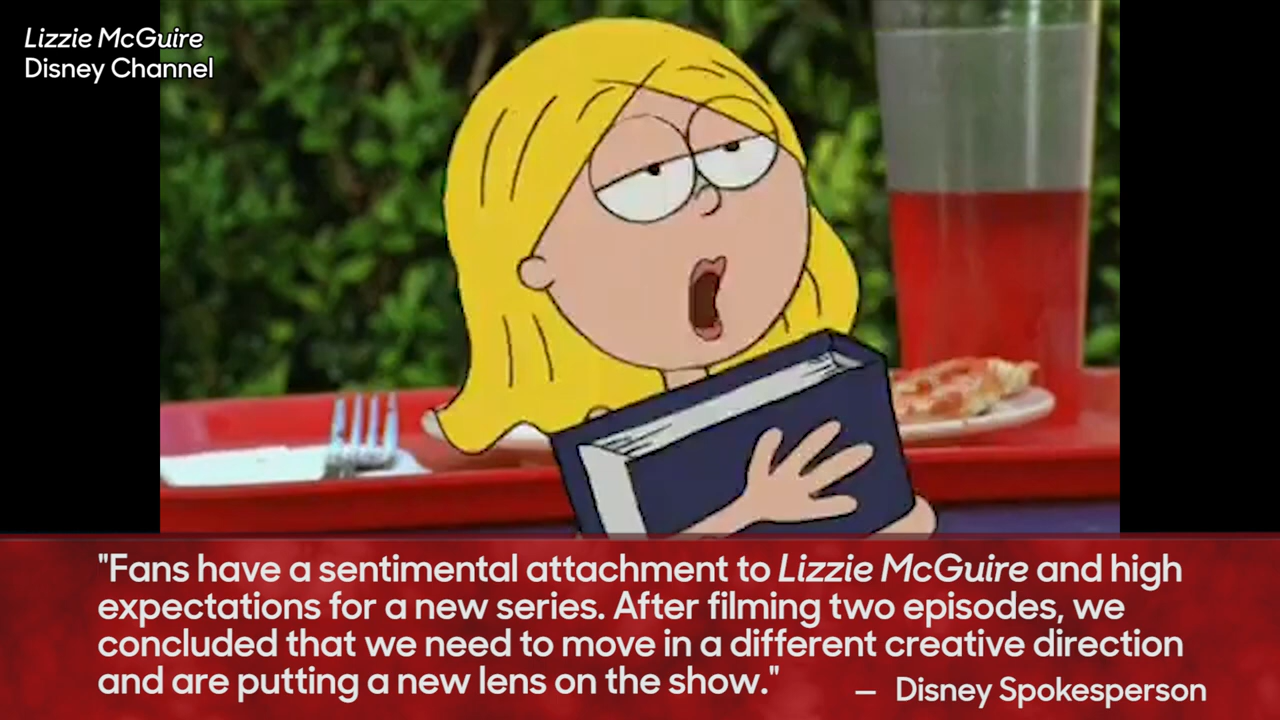 Lizzie McGuire
Disney Channel
"Fans have a sentimental attachment to Lizzie McGuire and high
expectations for a new series. After filming two episodes, we
concluded that we need to move in a different creative direction
and are putting a new lens on the show."
– Disney Spokesperson